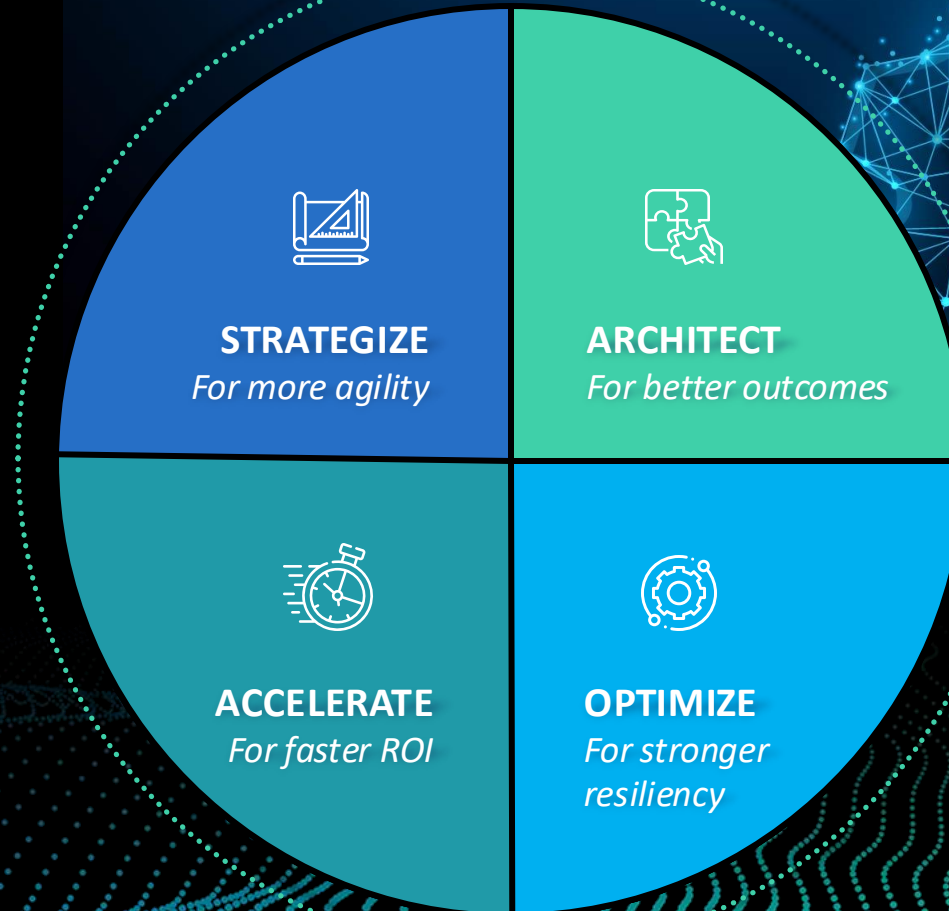 STRATEGIZE
For more agility
ARCHITECT
For better outcomes
ACCELERATE
For faster ROI
OPTIMIZE
For stronger
resiliency